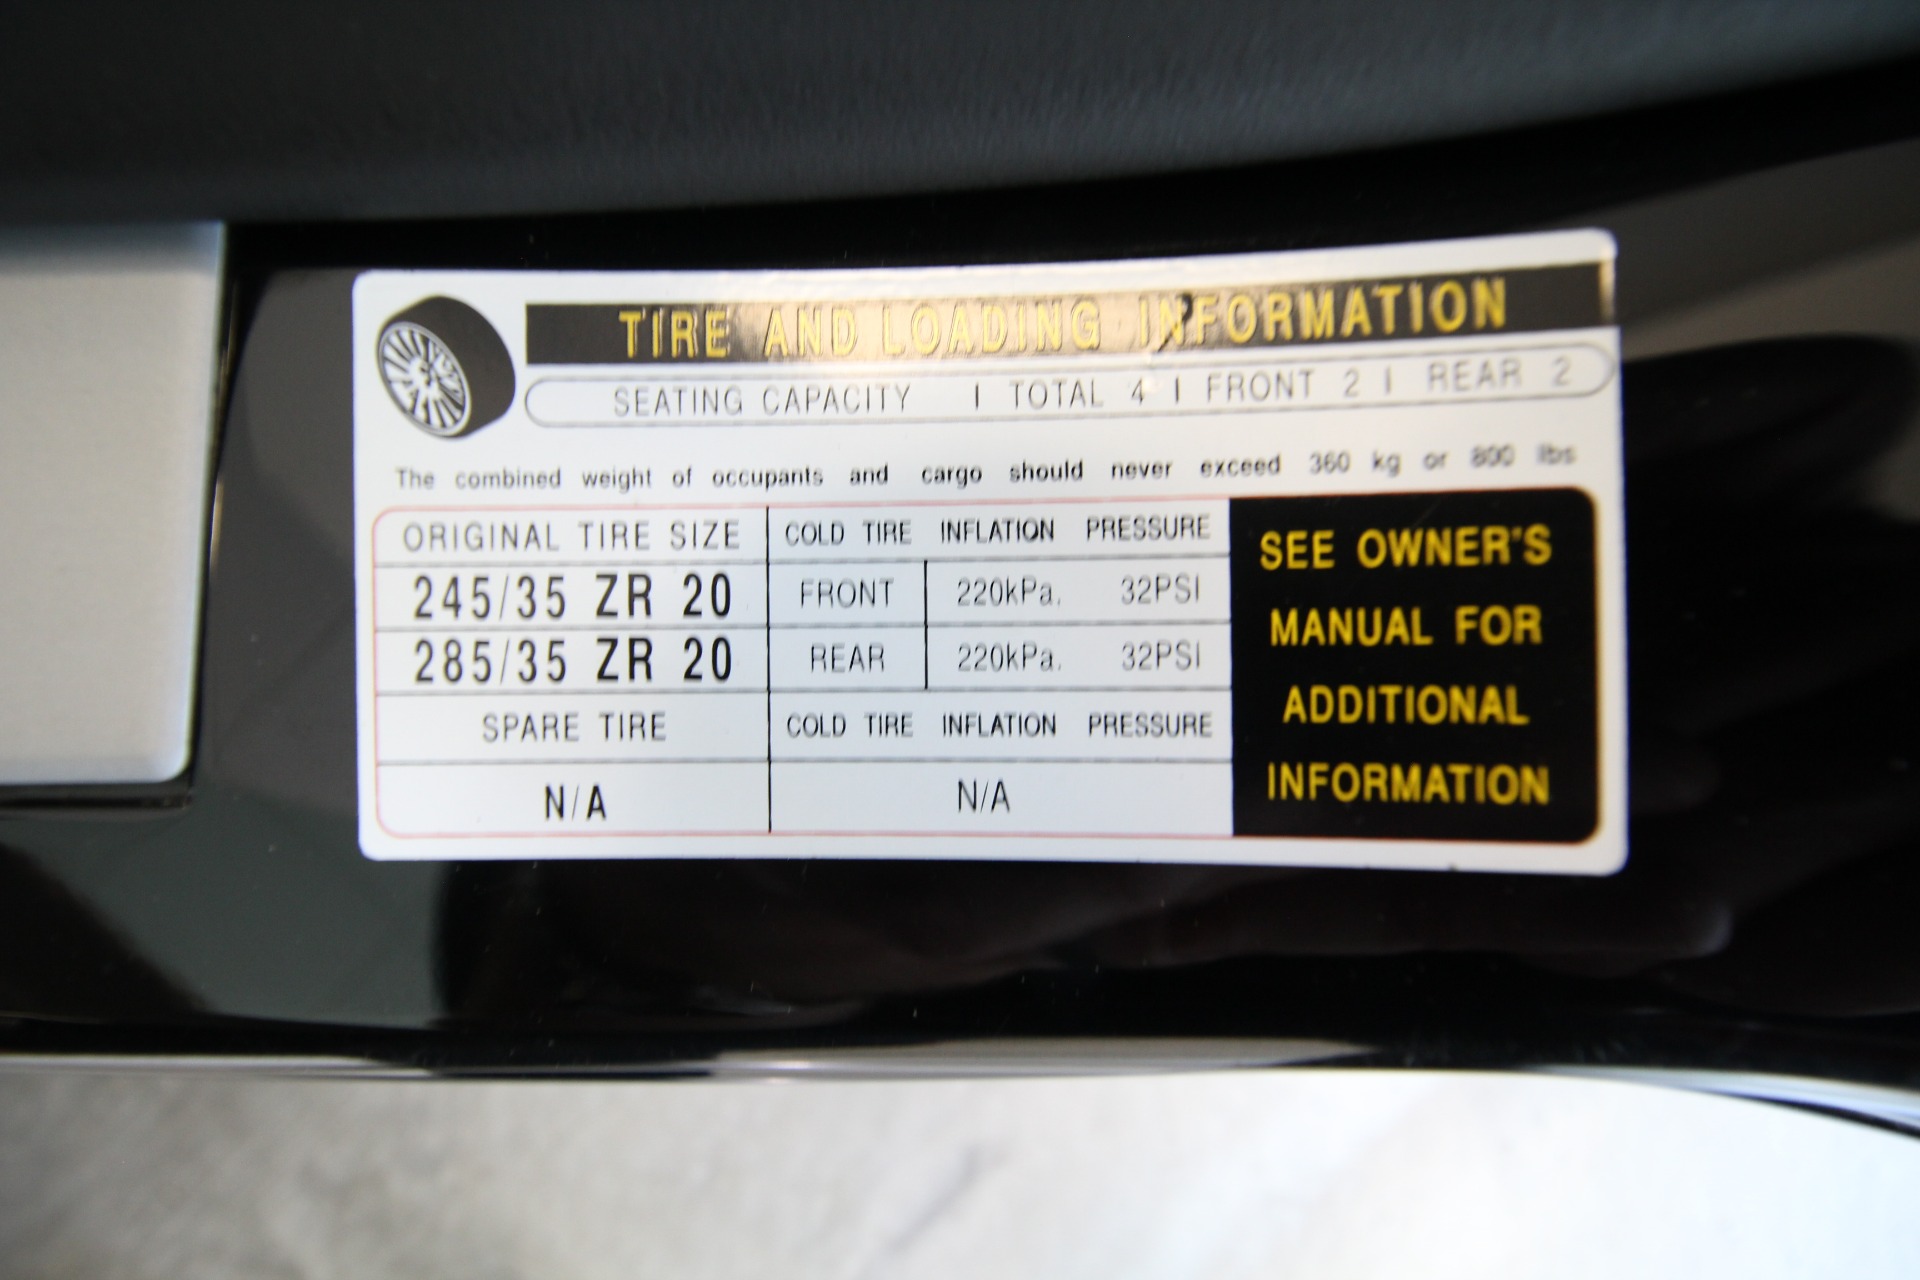 TIRE AND LOADING INFORMATION
SEATING CAPACITY | TOTAL 4 | FRONT 2 | REAR 2
The combined weight of occupants and cargo should never exceed 360 kg or 800 lbs
ORIGINAL TIRE SIZE COLD TIRE INFLATION PRESSURE
245/35 ZR 20 FRONT 220kPa. 32PSI
285/35 ZR 20 REAR 220kPa. 32PSI
SPARE TIRE COLD TIRE INFLATION PRESSURE
N/A N/A
SEE OWNER'S
MANUAL FOR
ADDITIONAL
INFORMATION